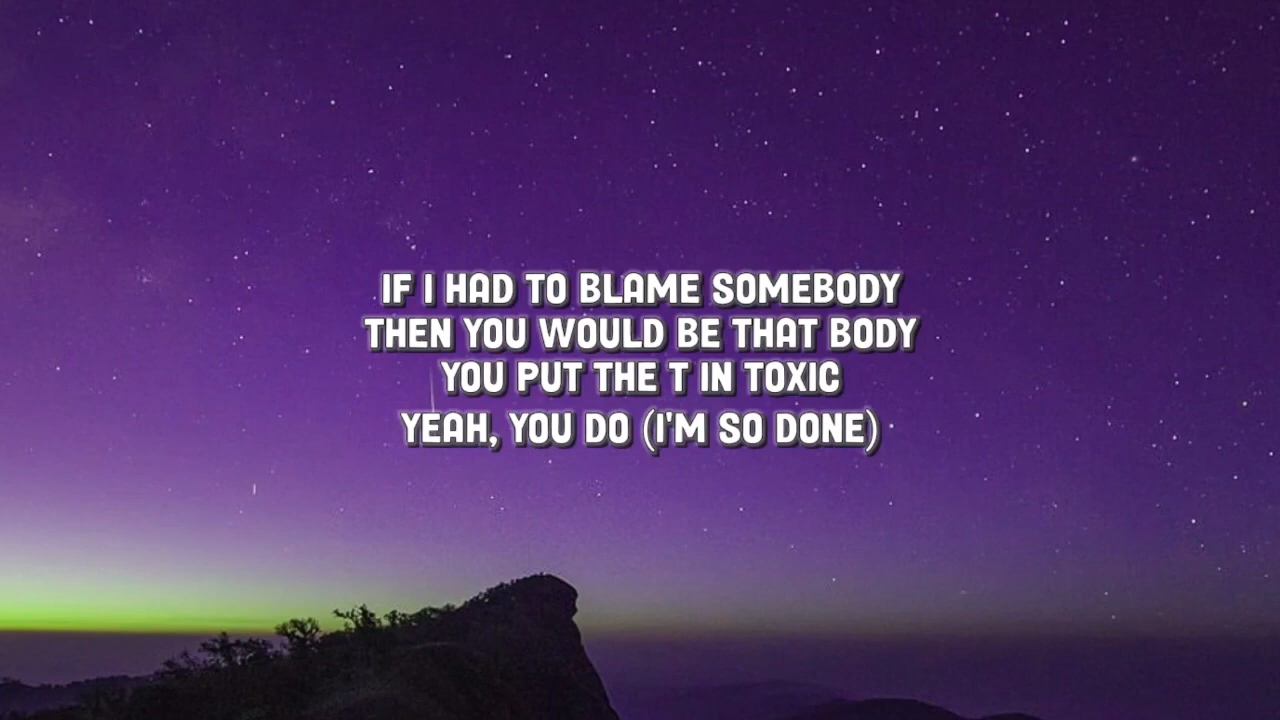 IF I HAD TO BLAME SOMEBODY
THEN YOU WOULD BE THAT BODY
YOU PUT THE T IN TOXIC
YEAH, YOU DO (I'M SO DONE)